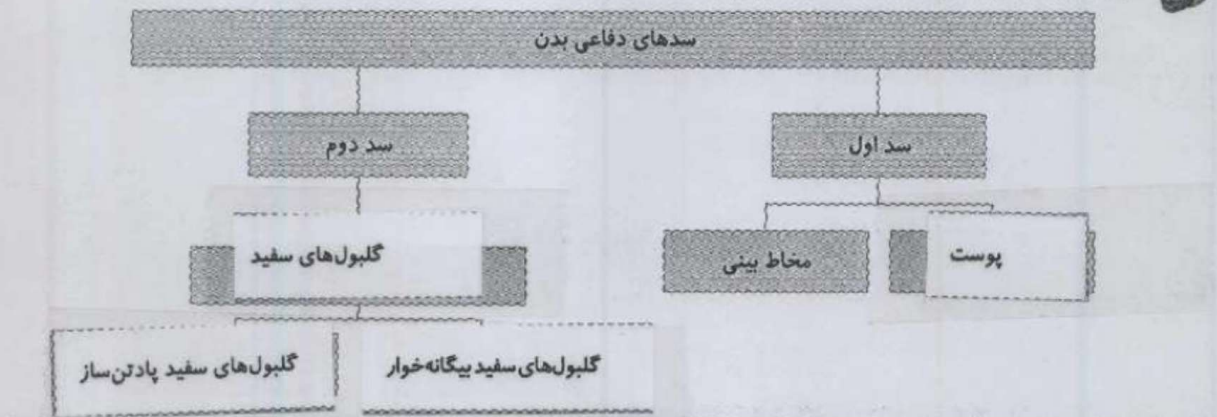 سدهای دفاعی بدن
سد اول
سد دوم
پوست
مخاط بینی
گلبول‌های سفید
گلبول‌های سفید بیگانه‌خوار
گلبول‌های سفید پادتن‌ساز